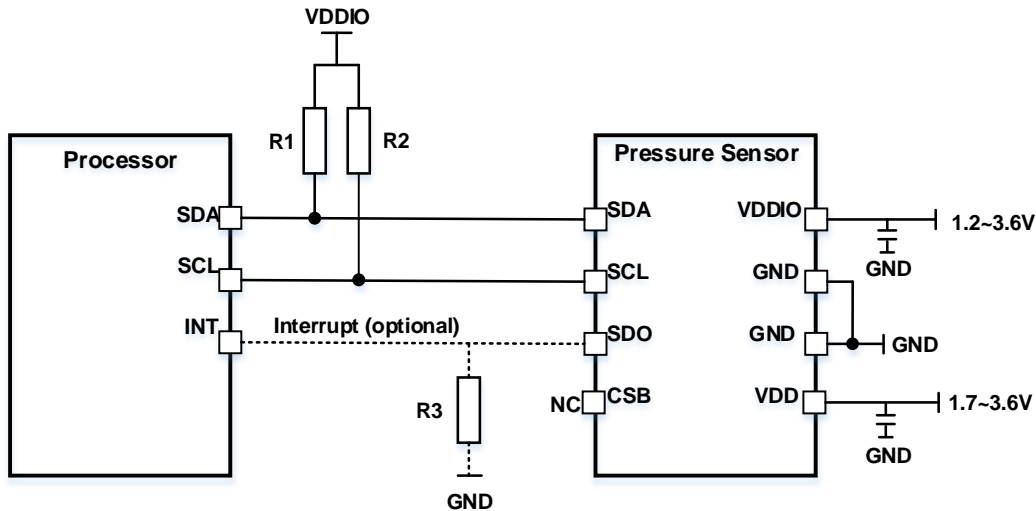 VDDIO
R1
R2
Processor
Pressure Sensor
SDA
SDA
VDDIO
1.2~3.6V
GND
SCL
SCL
GND
INT
Interrupt (optional)
SDO
GND
GND
R3
NC
CSB
VDD
1.7~3.6V
GND
GND